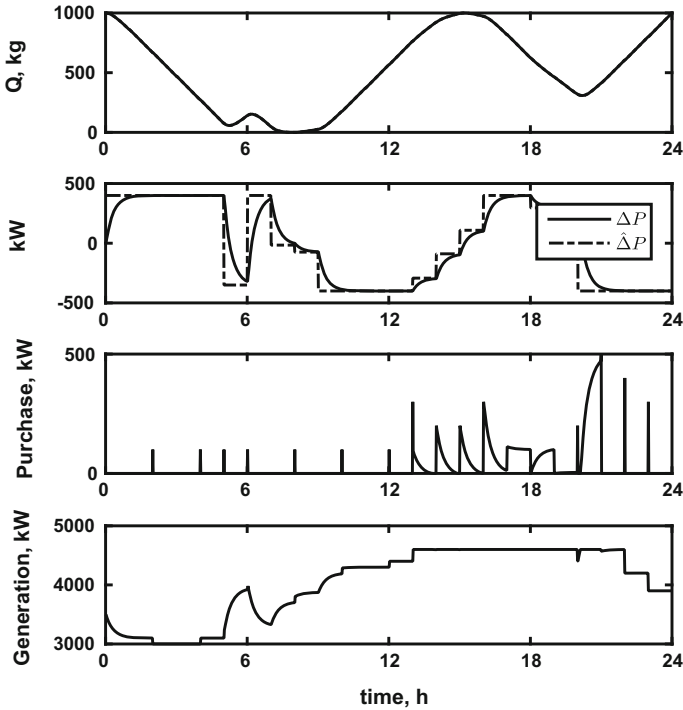 Q, kg
1000
500
0
0 6 12 18 24
kW
500
0
-500
ΔP
Δ̂P
0 6 12 18 24
Purchase, kW
500
0
0 6 12 18 24
Generation, kW
5000
4000
3000
0 6 12 18 24
time, h